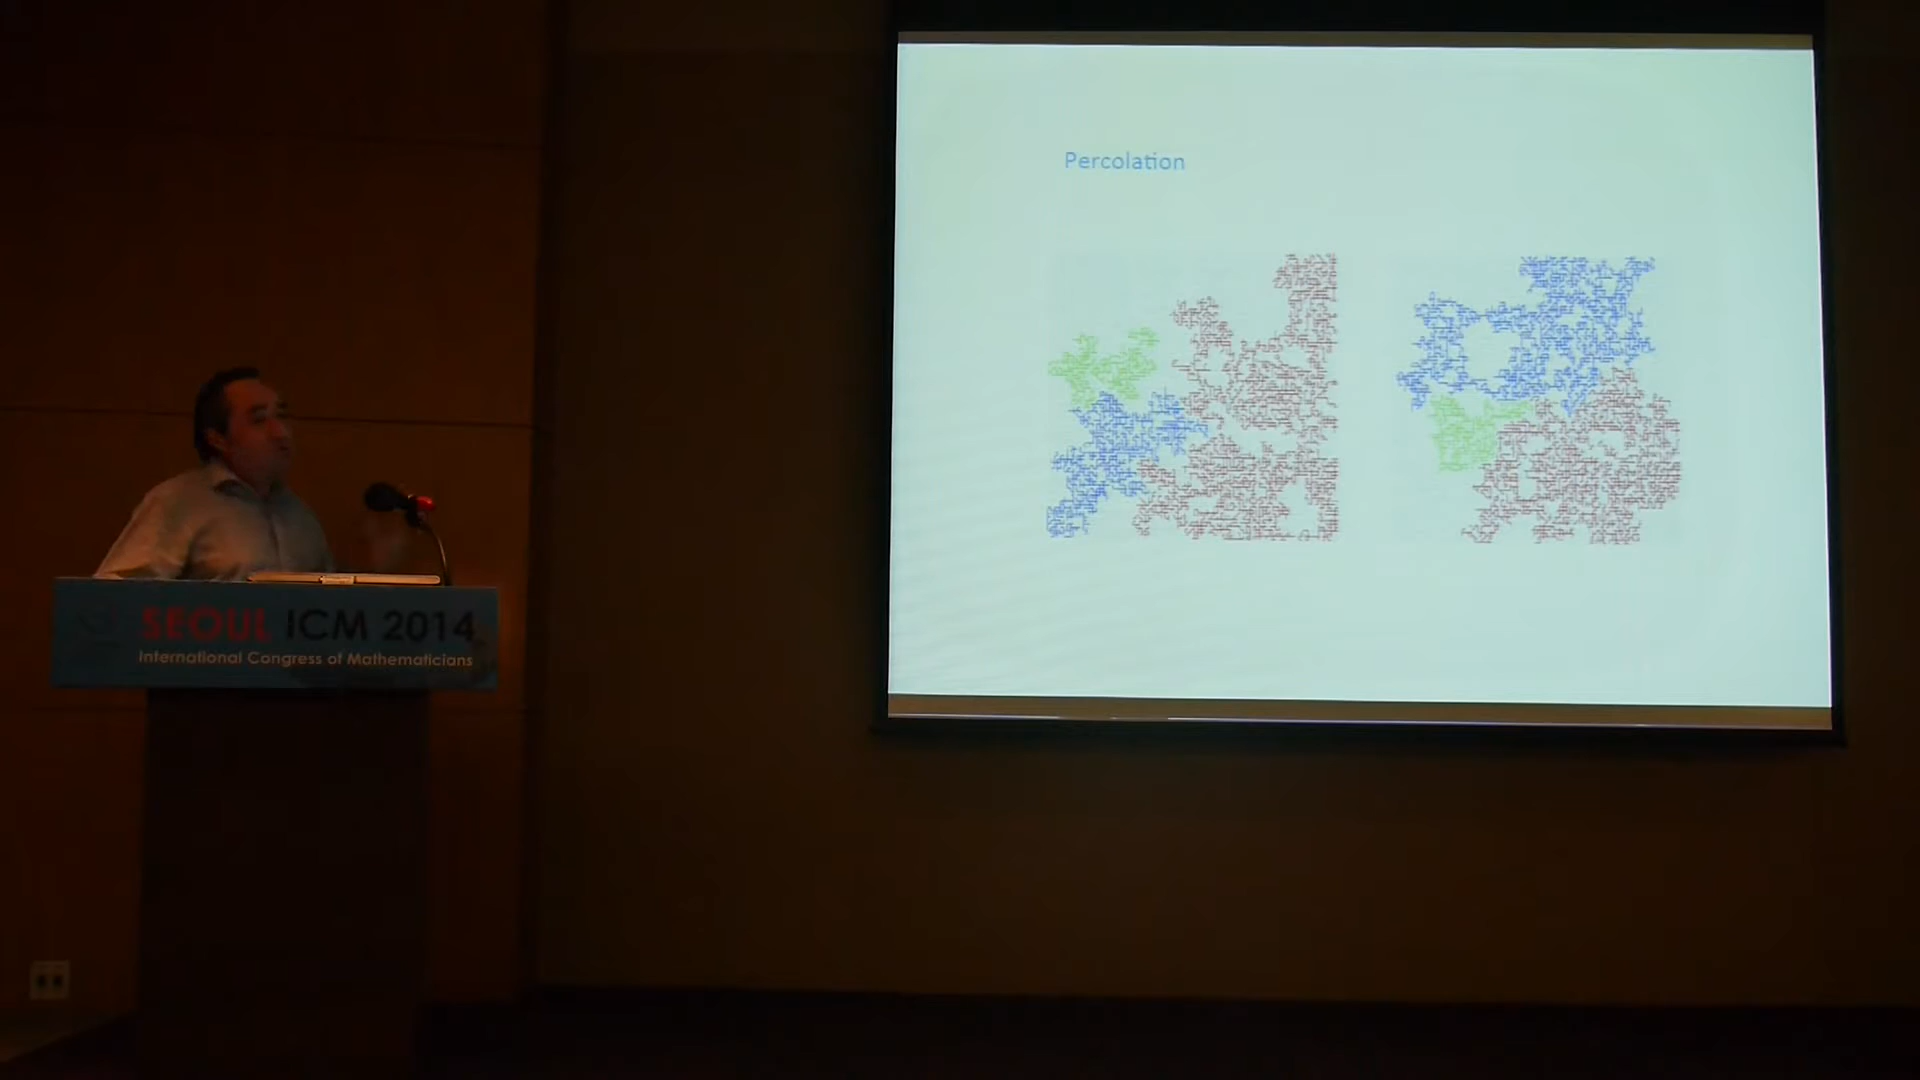 Percolation
SEOUL ICM 2014
International Congress of Mathematicians